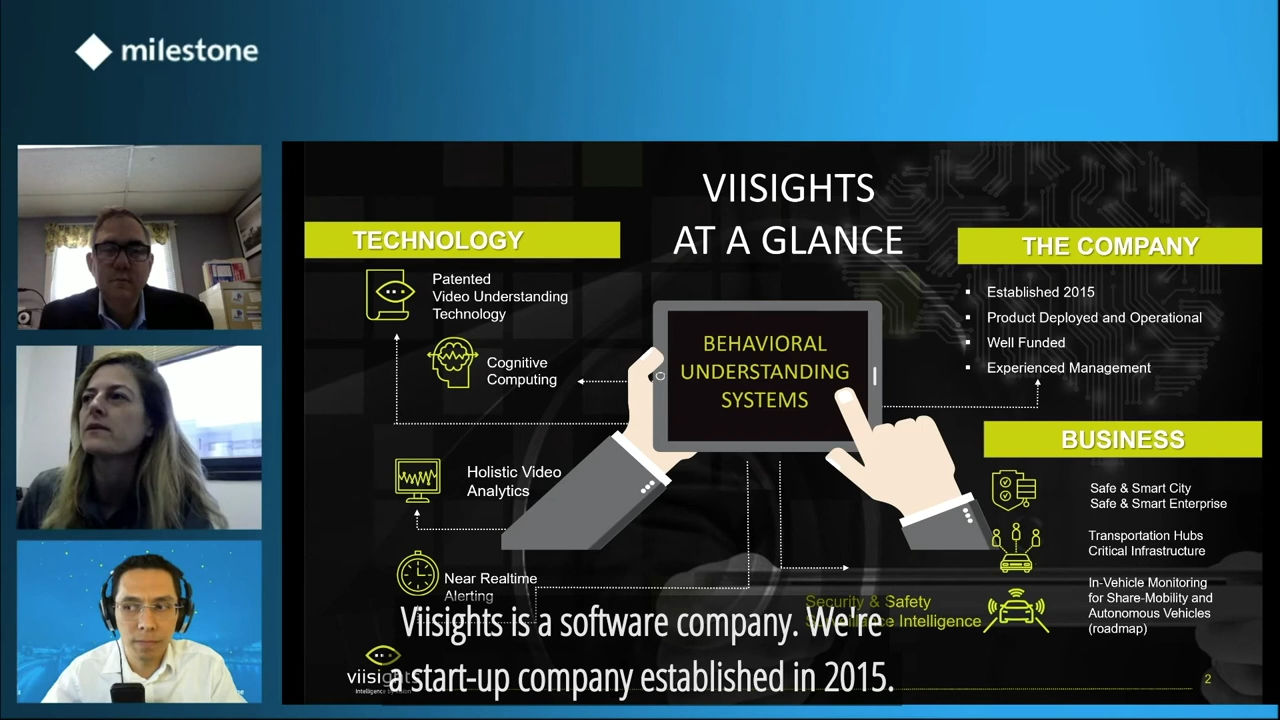 milestone
VIISIGHTS
AT A GLANCE
TECHNOLOGY
Patented
Video Understanding
Technology
Cognitive
Computing
Holistic Video
Analytics
Near Realtime
Alerting
BEHAVIORAL
UNDERSTANDING
SYSTEMS
THE COMPANY
Established 2015
Product Deployed and Operational
Well Funded
Experienced Management
BUSINESS
Safe & Smart City
Safe & Smart Enterprise
Transportation Hubs
Critical Infrastructure
In-Vehicle Monitoring
for Share-Mobility and
Autonomous Vehicles
(roadmap)
Security & Safety
Surveillance Intelligence
Viisights is a software company. We're
a start-up company established in 2015.
viisights
2